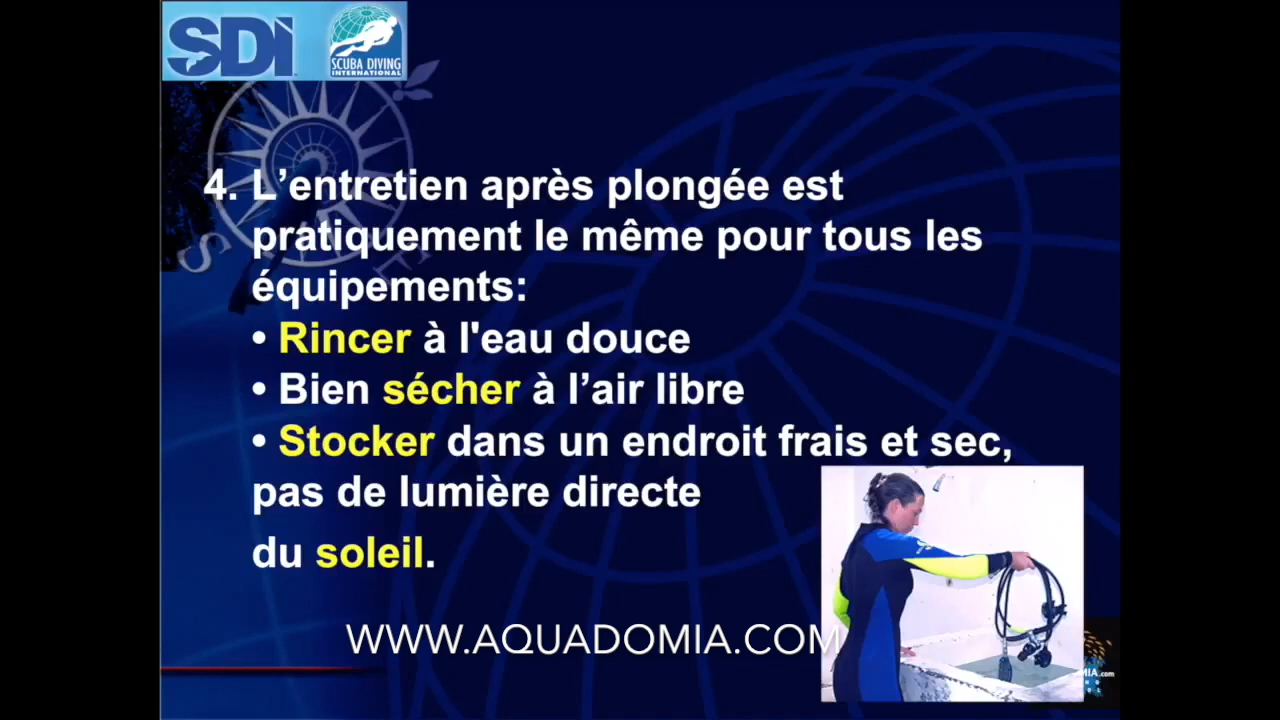 SDI
SCUBA DIVING
INTERNATIONAL
4. L’entretien après plongée est
pratiquement le même pour tous les
équipements:
• Rincer à l'eau douce
• Bien sécher à l’air libre
• Stocker dans un endroit frais et sec,
pas de lumière directe
du soleil.
WWW.AQUADOMIA.COM
MIA.com